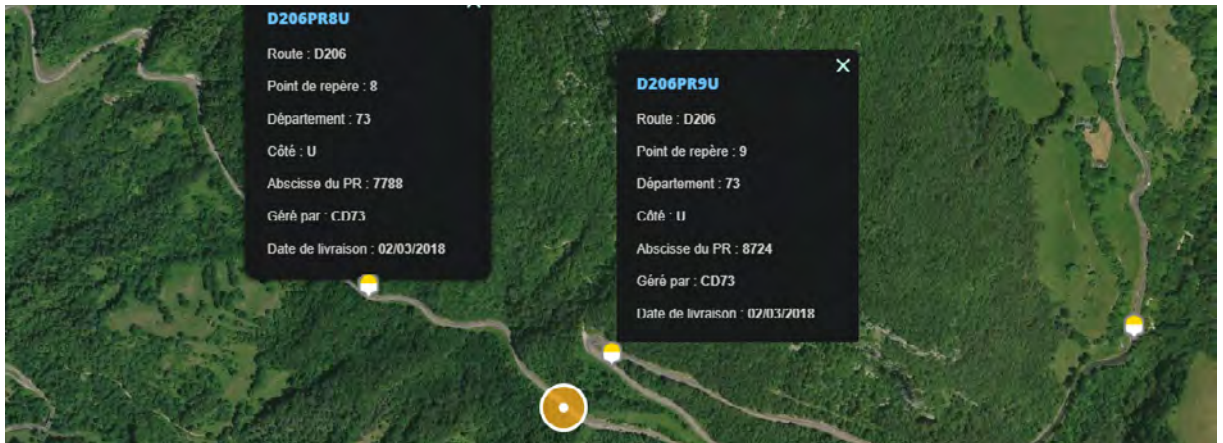 D206PR8U
Route : D206
Point de repère : 8
Département : 73
Côté : U
Abscisse du PR : 7788
Géré par : CD73
Date de livraison : 02/03/2018
D206PR9U
Route : D206
Point de repère : 9
Département : 73
Côté : U
Abscisse du PR : 8724
Géré par : CD73
Date de livraison : 02/03/2018